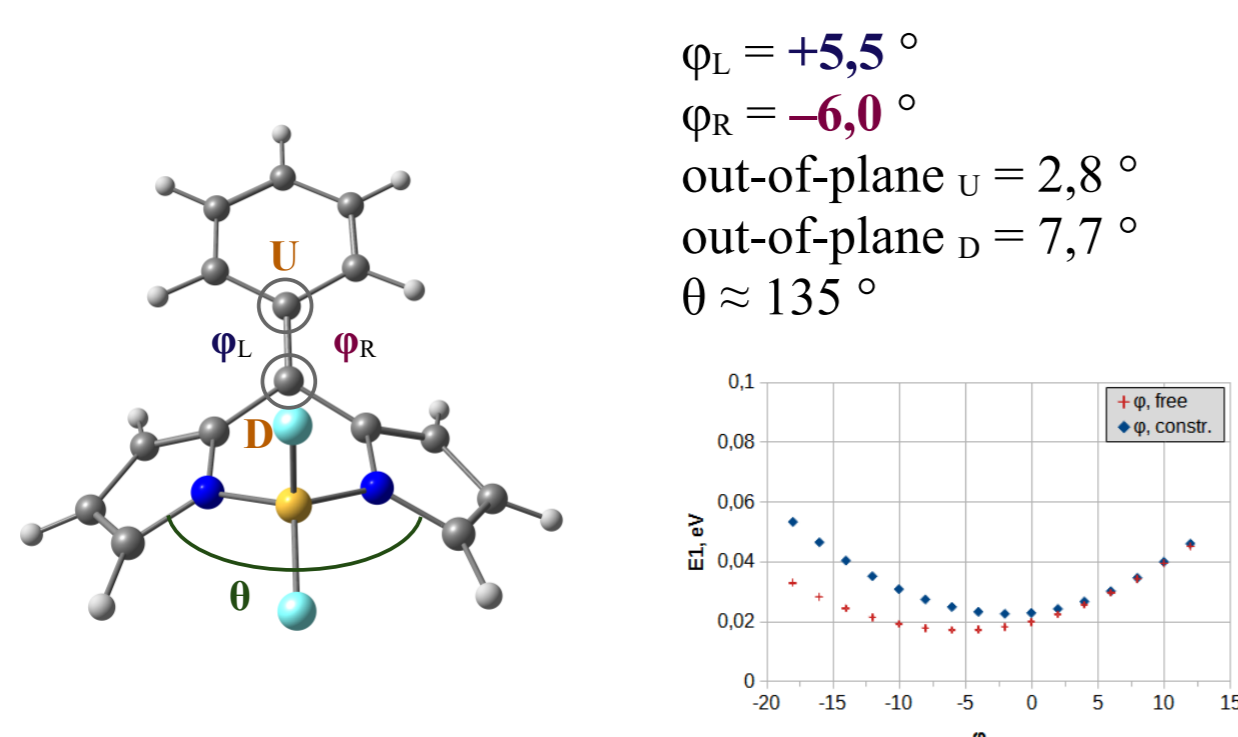 φL = +5,5 °
φR = –6,0 °
out-of-plane U = 2,8 °
out-of-plane D = 7,7 °
θ ≈ 135 °
U
φL
φR
D
θ
0,1
0,08
0,06
0,04
0,02
0
E1, eV
φ, free
φ, constr.
-20 -15 -10 -5 0 5 10 15